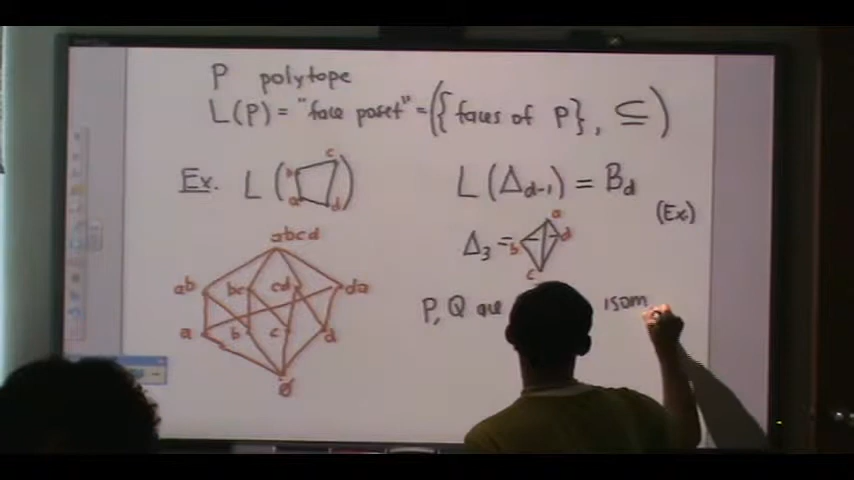 P polytope
L(P) = "face poset" = ({faces of P}, ⊆)
Ex. L (
b c
a d
)
abcd
ab bc cd da
a b c d
∅
L (Δd-1) = Bd
(Ex.)
Δ3 =
a
b d
c
P, Q are isom